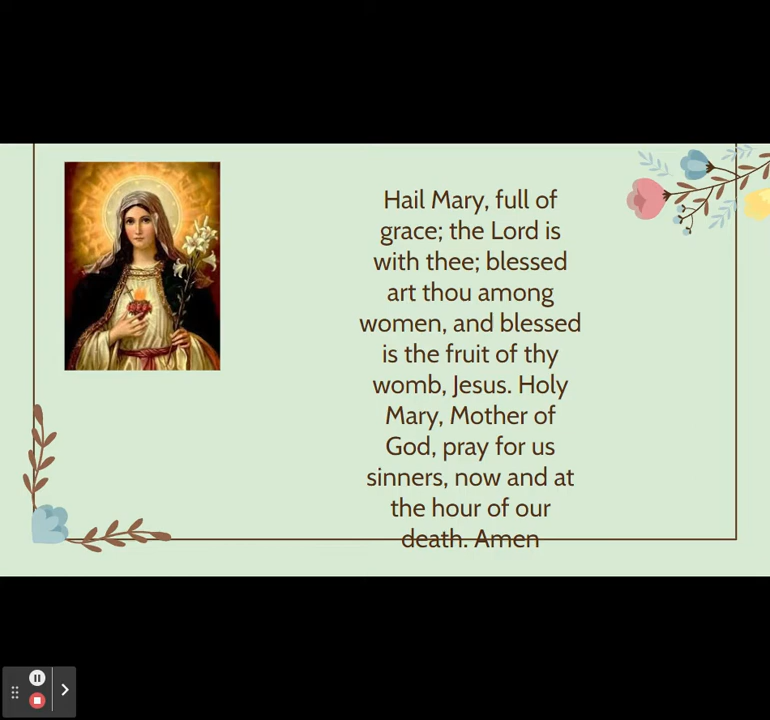 Hail Mary, full of
grace; the Lord is
with thee; blessed
art thou among
women, and blessed
is the fruit of thy
womb, Jesus. Holy
Mary, Mother of
God, pray for us
sinners, now and at
the hour of our
death. Amen